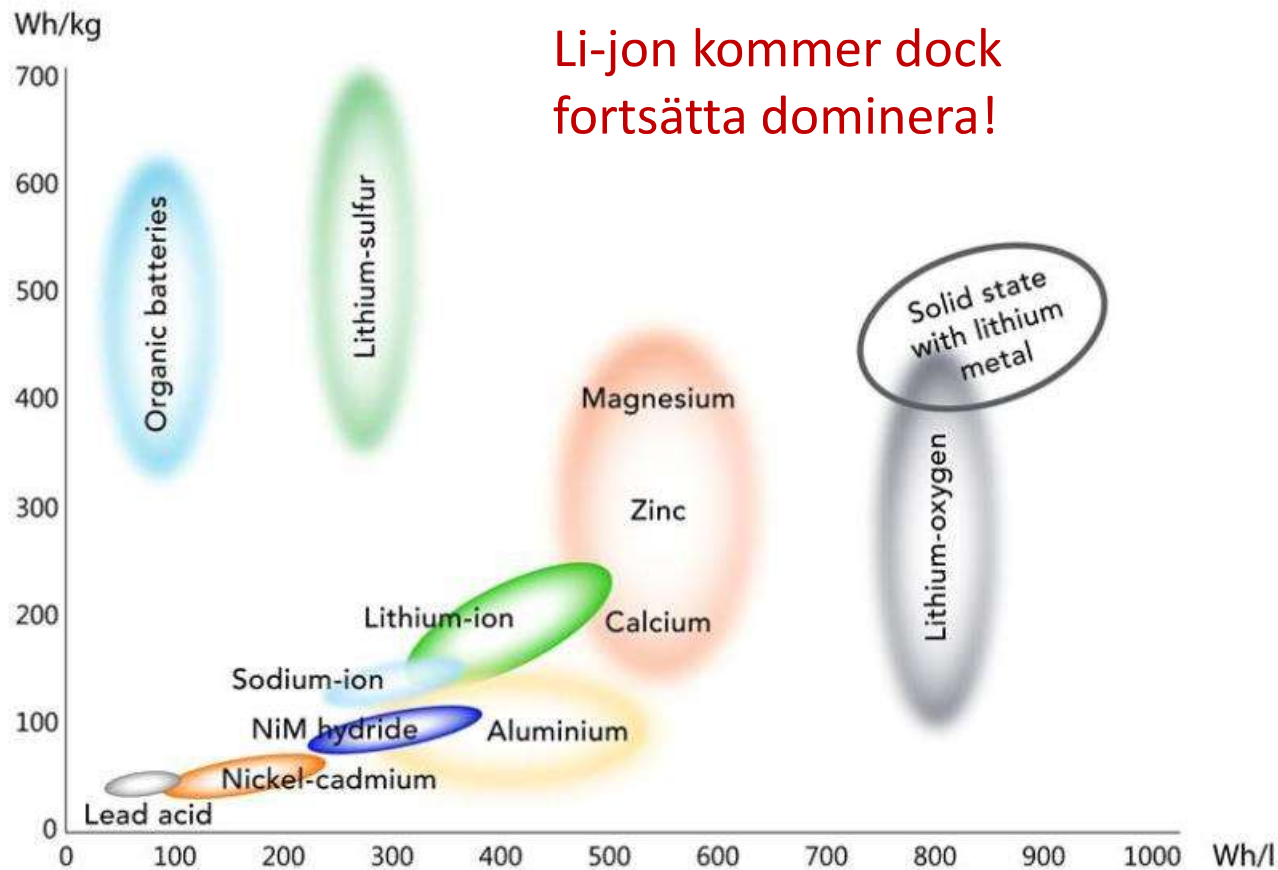 Wh/kg
Li-jon kommer dock
fortsätta dominera!
700
600
500
400
300
200
100
0
Organic batteries
Lithium-sulfur
Solid state
with lithium
metal
Magnesium
Zinc
Calcium
Lithium-oxygen
Lithium-ion
Sodium-ion
NiM hydride
Aluminium
Nickel-cadmium
Lead acid
0 100 200 300 400 500 600 700 800 900 1000 Wh/l